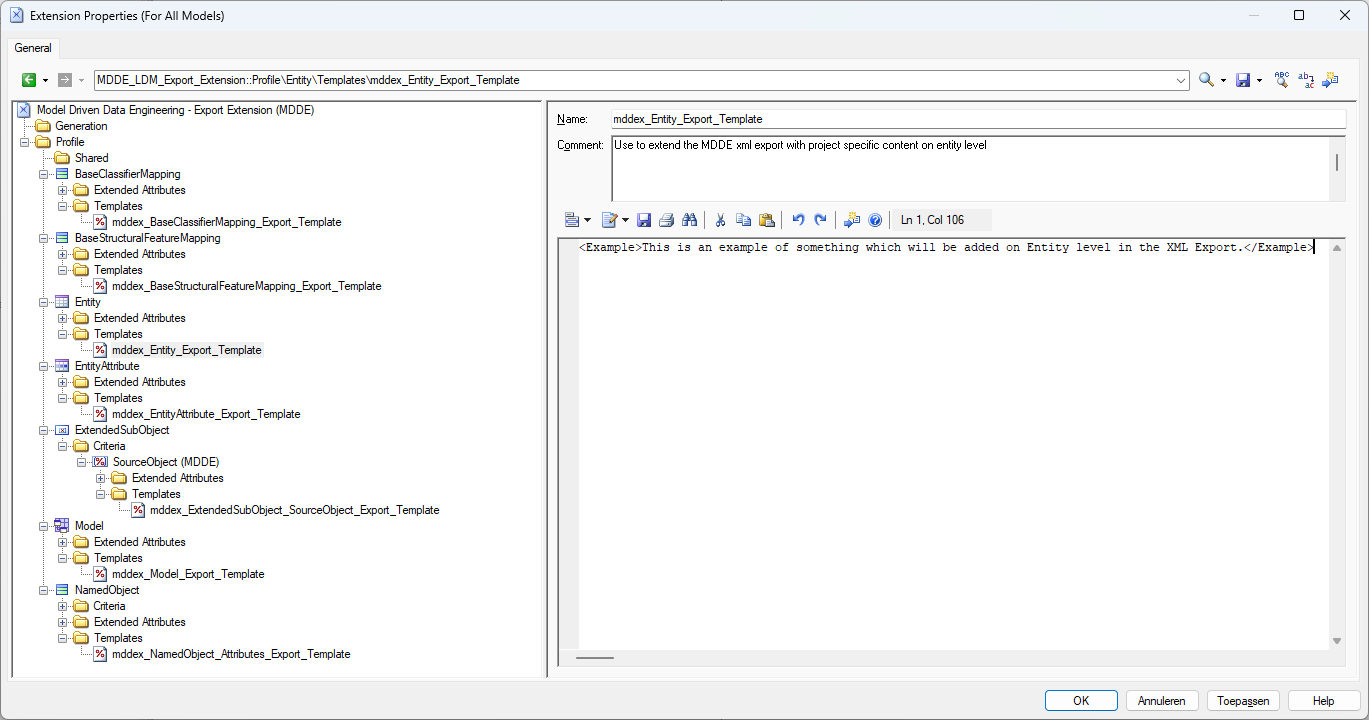 Extension Properties (For All Models)
General
MDDE_LDM_Export_Extension::Profile\Entity\Templates\mddex_Entity_Export_Template
Model Driven Data Engineering - Export Extension (MDDE)
Generation
Profile
Shared
BaseClassifierMapping
Extended Attributes
Templates
mddex_BaseClassifierMapping_Export_Template
BaseStructuralFeatureMapping
Extended Attributes
Templates
mddex_BaseStructuralFeatureMapping_Export_Template
Entity
Extended Attributes
Templates
mddex_Entity_Export_Template
EntityAttribute
Extended Attributes
Templates
mddex_EntityAttribute_Export_Template
ExtendedSubObject
Criteria
SourceObject (MDDE)
Extended Attributes
Templates
mddex_ExtendedSubObject_SourceObject_Export_Template
Model
Extended Attributes
Templates
mddex_Model_Export_Template
NamedObject
Criteria
Extended Attributes
Templates
mddex_NamedObject_Attributes_Export_Template
Name: mddex_Entity_Export_Template
Comment: Use to extend the MDDE xml export with project specific content on entity level
Ln 1, Col 106
<Example>This is an example of something which will be added on Entity level in the XML Export.</Example>
OK Annuleren Toepassen Help